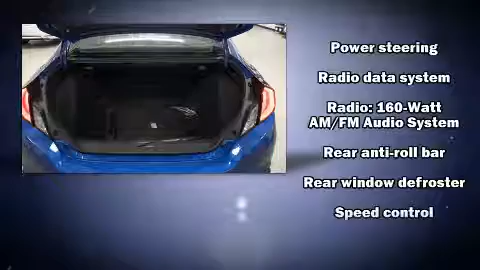 Power steering
Radio data system
Radio: 160-Watt
AM/FM Audio System
Rear anti-roll bar
Rear window defroster
Speed control